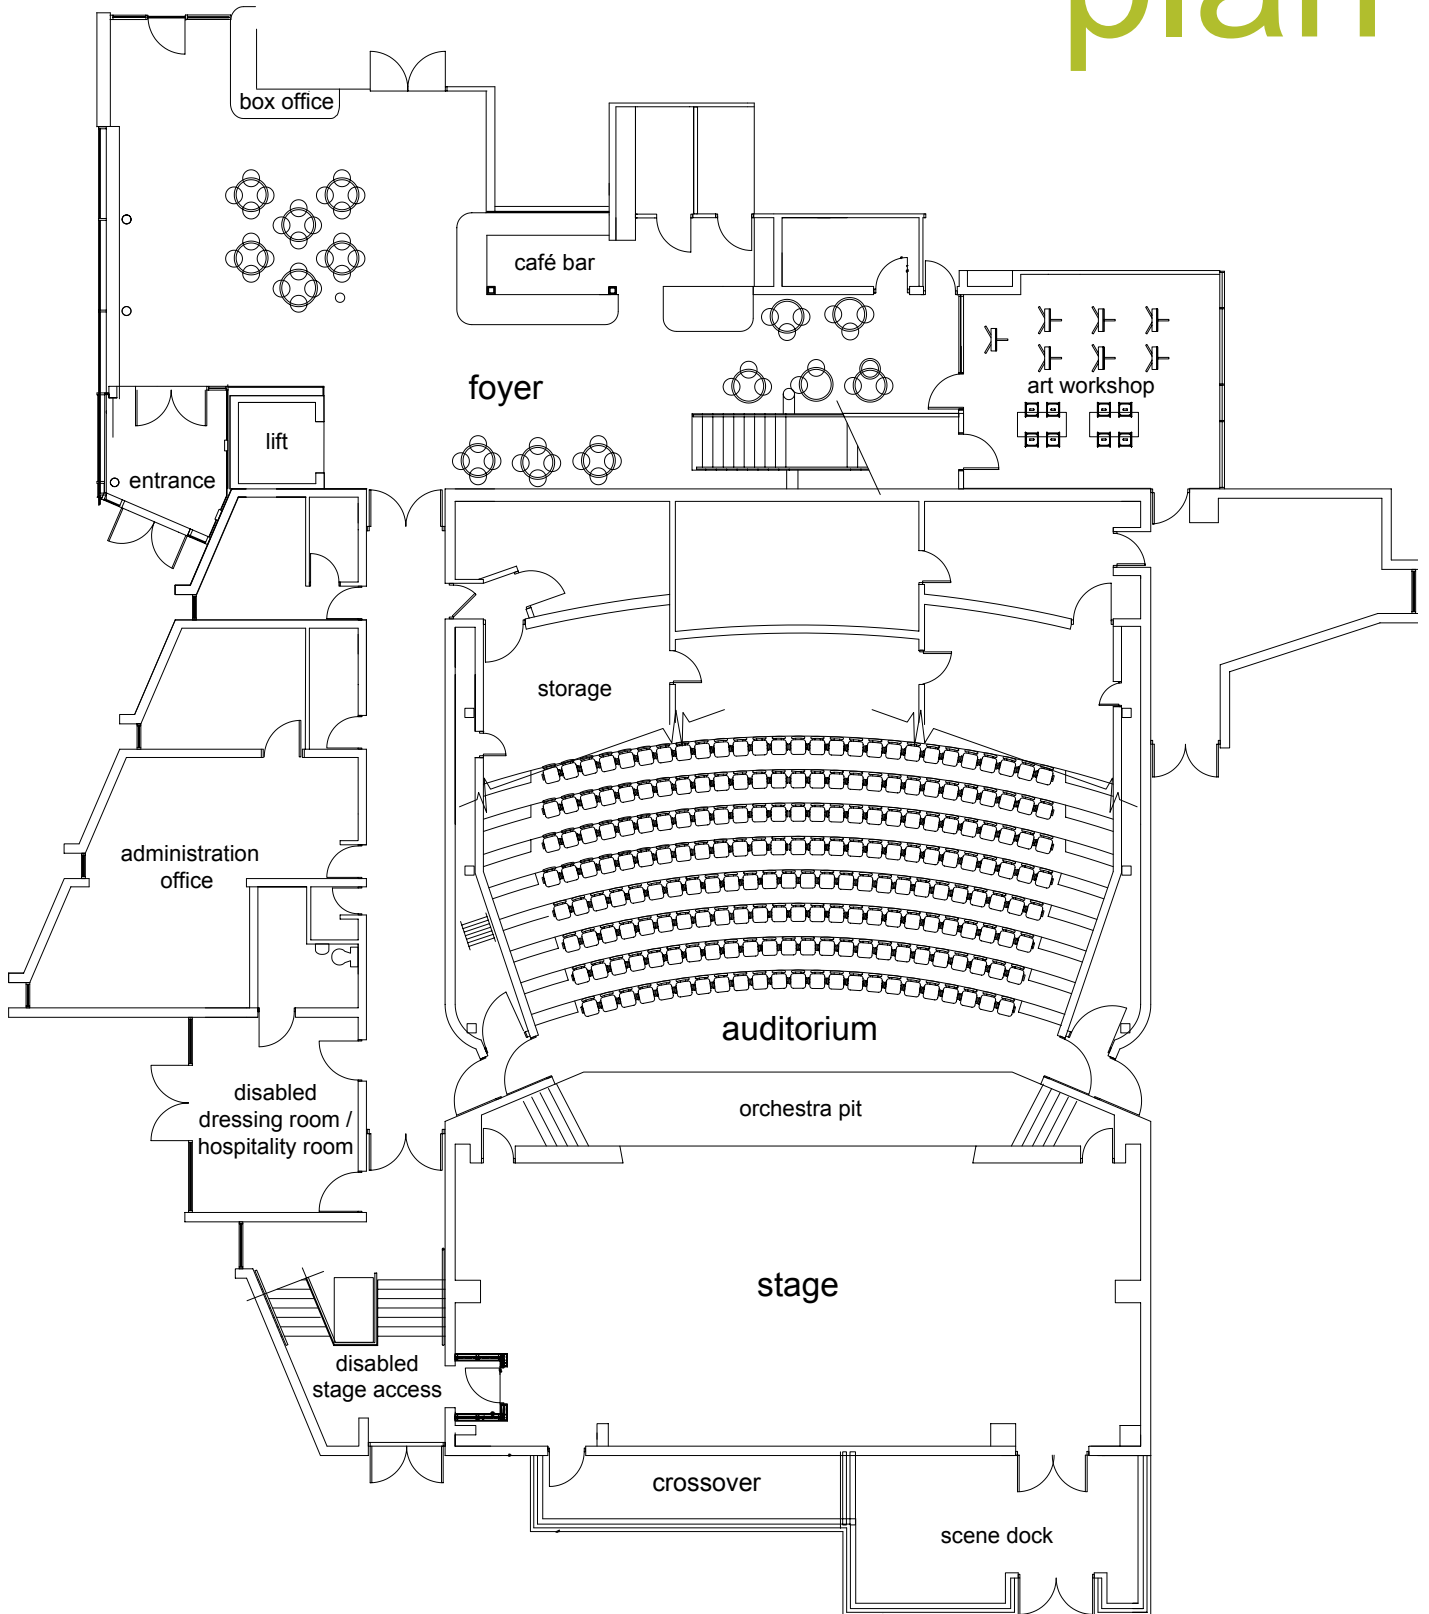 plan
box office
café bar
foyer
art workshop
lift
entrance
storage
administration
office
auditorium
disabled
dressing room /
hospitality room
orchestra pit
stage
disabled
stage access
crossover
scene dock